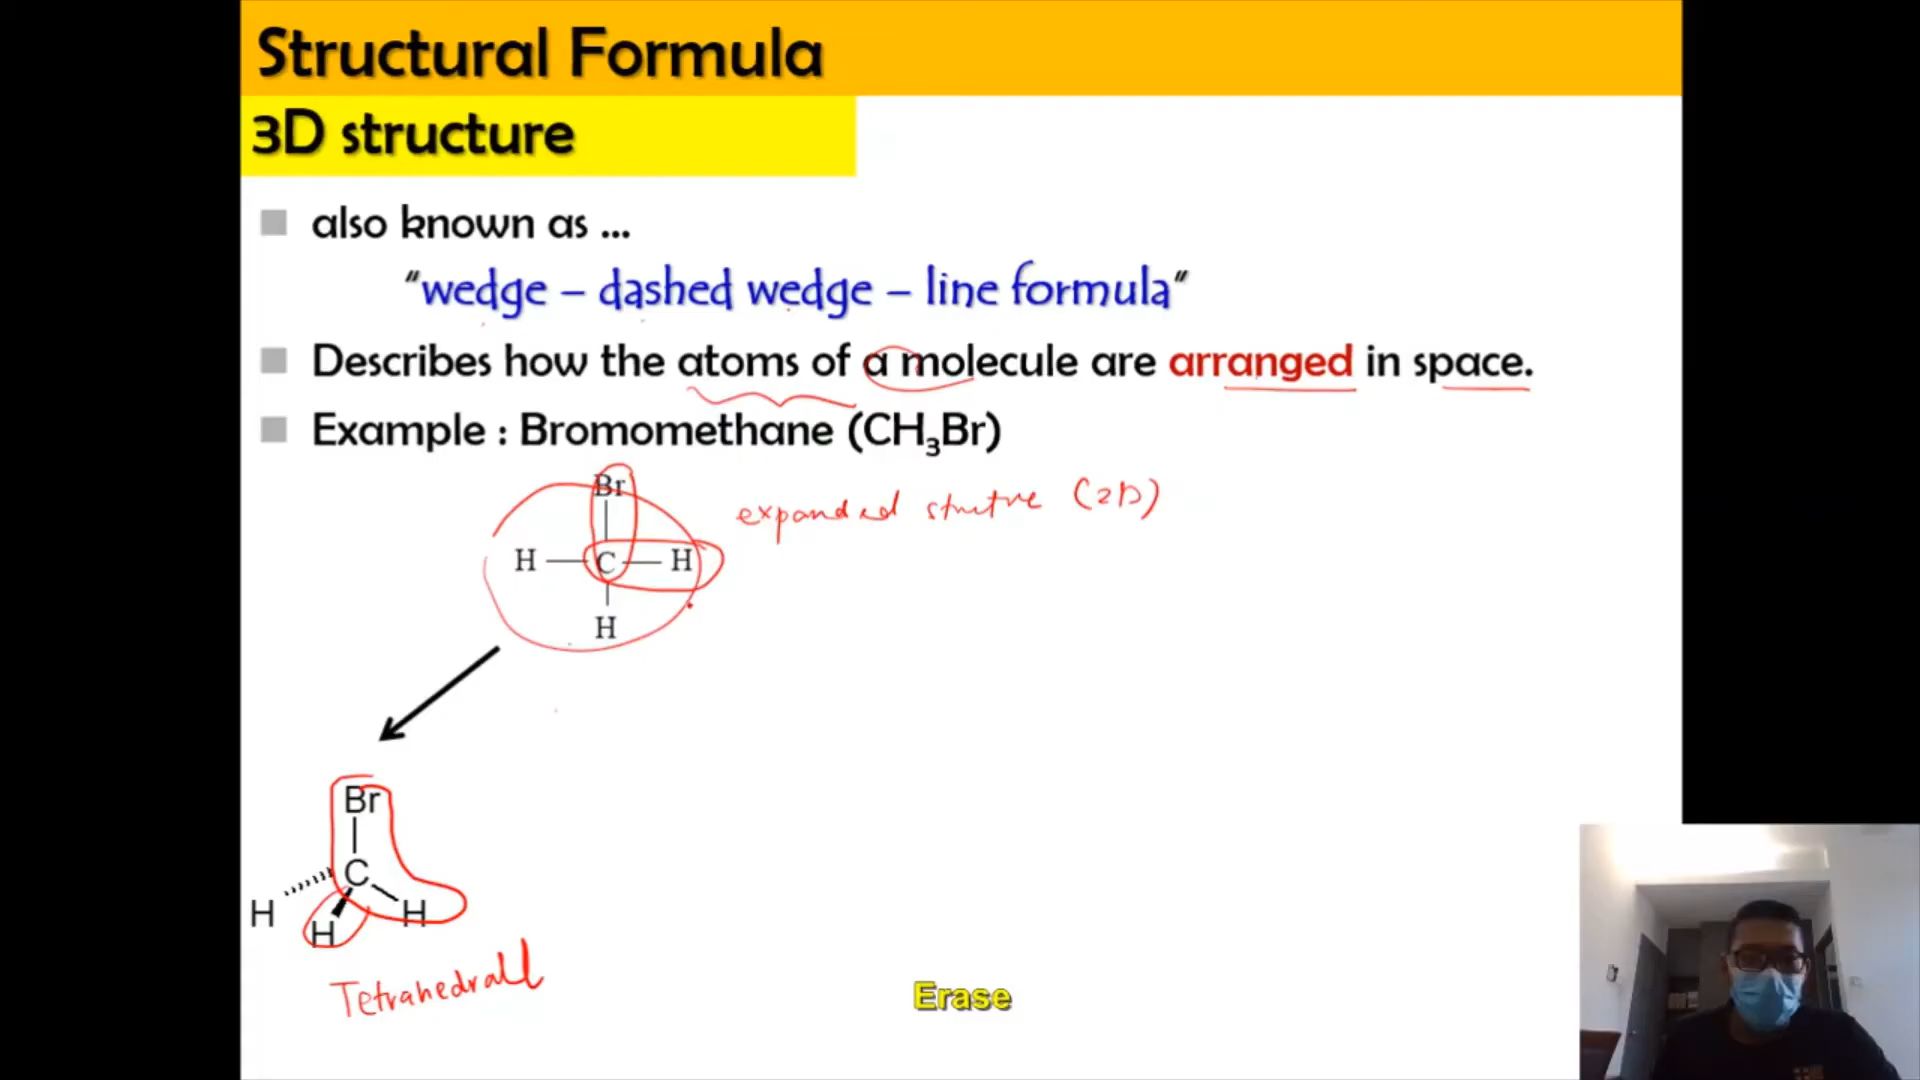 Structural Formula
3D structure
also known as ...
"wedge – dashed wedge – line formula"
Describes how the atoms of a molecule are arranged in space.
Example : Bromomethane (CH₃Br)
Br
expanded structure (2D)
H — C — H
H
Br
C
H H H
Tetrahedral
Erase